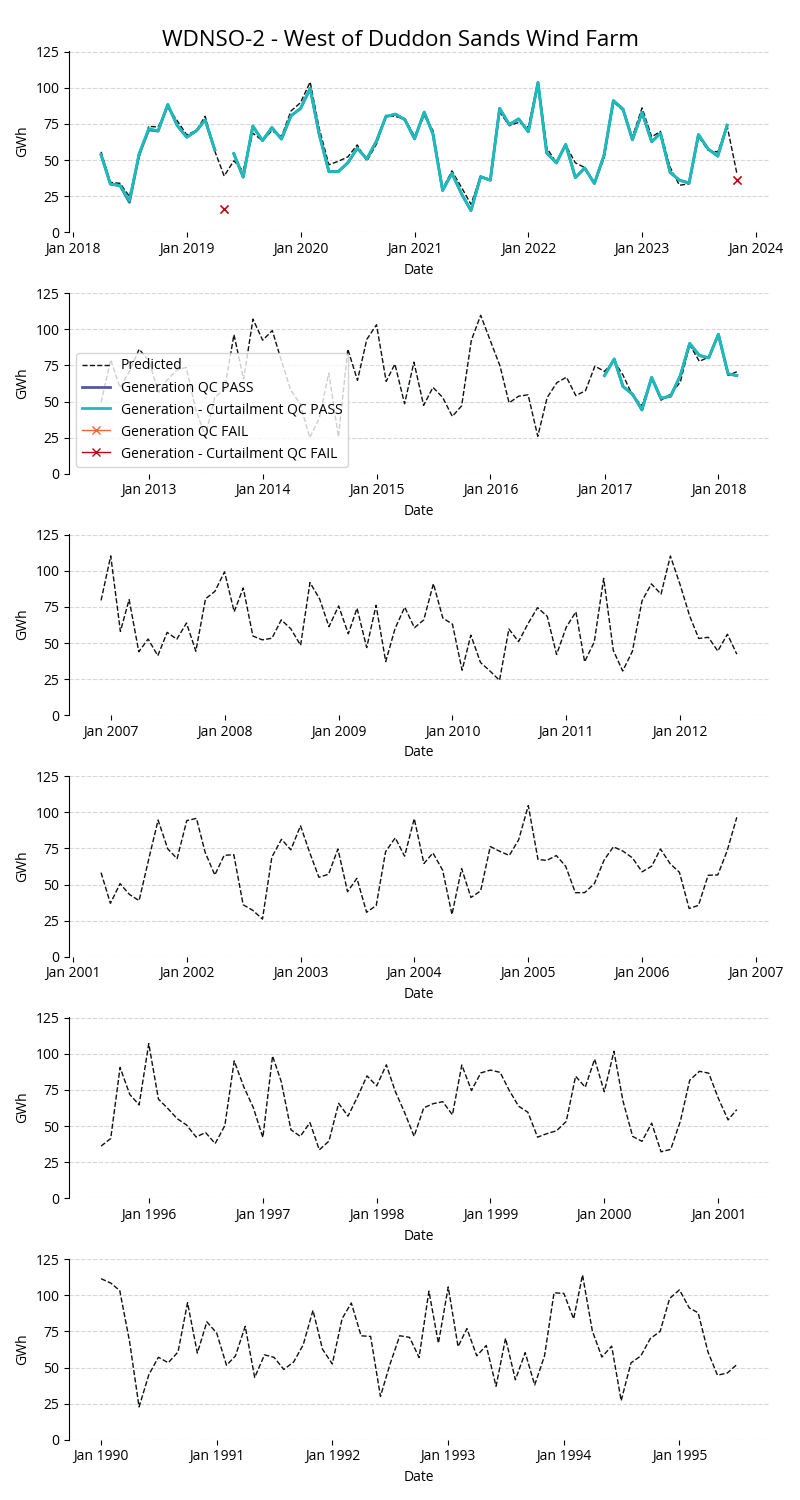 WDNSO-2 - West of Duddon Sands Wind Farm
125
100
75
50
25
0
GWh
Jan 2018 Jan 2019 Jan 2020 Jan 2021 Jan 2022 Jan 2023 Jan 2024
Date
125
100
75
50
25
0
GWh
Predicted
Generation QC PASS
Generation - Curtailment QC PASS
Generation QC FAIL
Generation - Curtailment QC FAIL
Jan 2013 Jan 2014 Jan 2015 Jan 2016 Jan 2017 Jan 2018
Date
125
100
75
50
25
0
GWh
Jan 2007 Jan 2008 Jan 2009 Jan 2010 Jan 2011 Jan 2012
Date
125
100
75
50
25
0
GWh
Jan 2001 Jan 2002 Jan 2003 Jan 2004 Jan 2005 Jan 2006 Jan 2007
Date
125
100
75
50
25
0
GWh
Jan 1996 Jan 1997 Jan 1998 Jan 1999 Jan 2000 Jan 2001
Date
125
100
75
50
25
0
GWh
Jan 1990 Jan 1991 Jan 1992 Jan 1993 Jan 1994 Jan 1995
Date